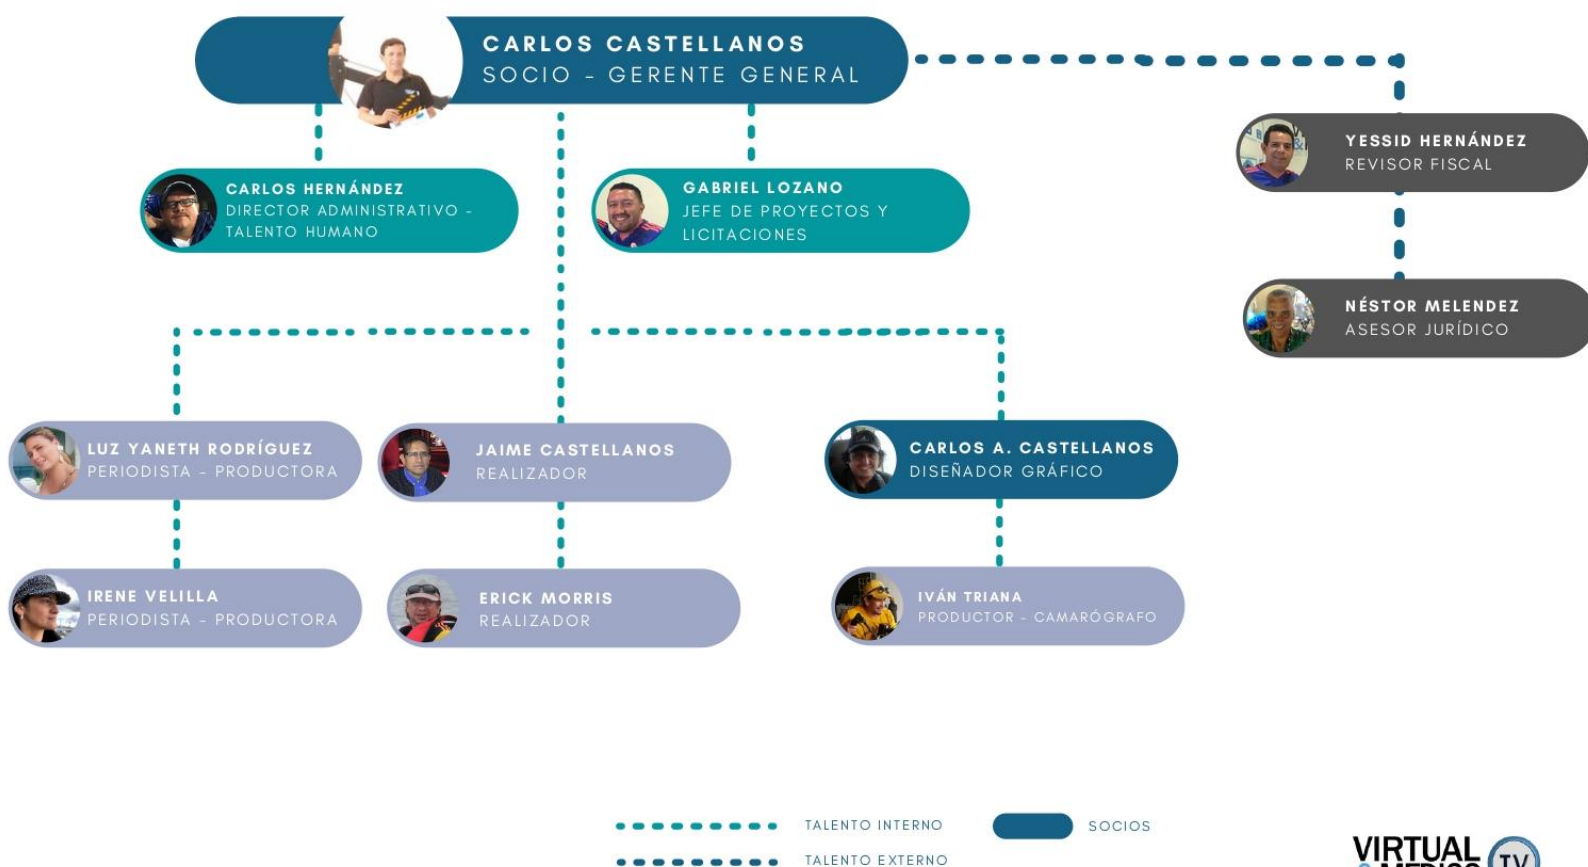 CARLOS CASTELLANOS
SOCIO - GERENTE GENERAL
YESSID HERNÁNDEZ
REVISOR FISCAL
CARLOS HERNÁNDEZ
DIRECTOR ADMINISTRATIVO -
TALENTO HUMANO
GABRIEL LOZANO
JEFE DE PROYECTOS Y
LICITACIONES
NÉSTOR MELENDEZ
ASESOR JURÍDICO
LUZ YANETH RODRÍGUEZ
PERIODISTA - PRODUCTORA
JAIME CASTELLANOS
REALIZADOR
CARLOS A. CASTELLANOS
DISEÑADOR GRÁFICO
IRENE VELILLA
PERIODISTA - PRODUCTORA
ERICK MORRIS
REALIZADOR
IVÁN TRIANA
PRODUCTOR - CAMARÓGRAFO
TALENTO INTERNO
SOCIOS
TALENTO EXTERNO
VIRTUAL
& MEDIOS TV